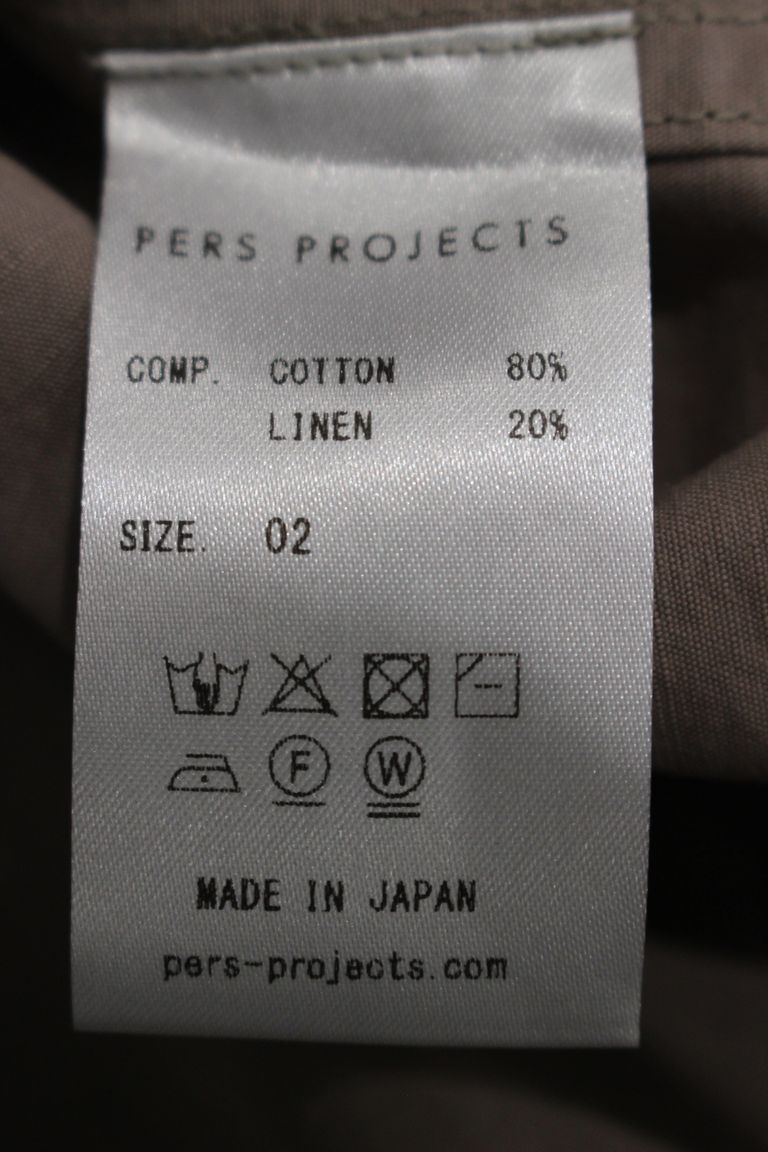 PERS PROJECTS
COMP. COTTON 80%
LINEN 20%
SIZE. 02
F W
MADE IN JAPAN
pers-projects.com